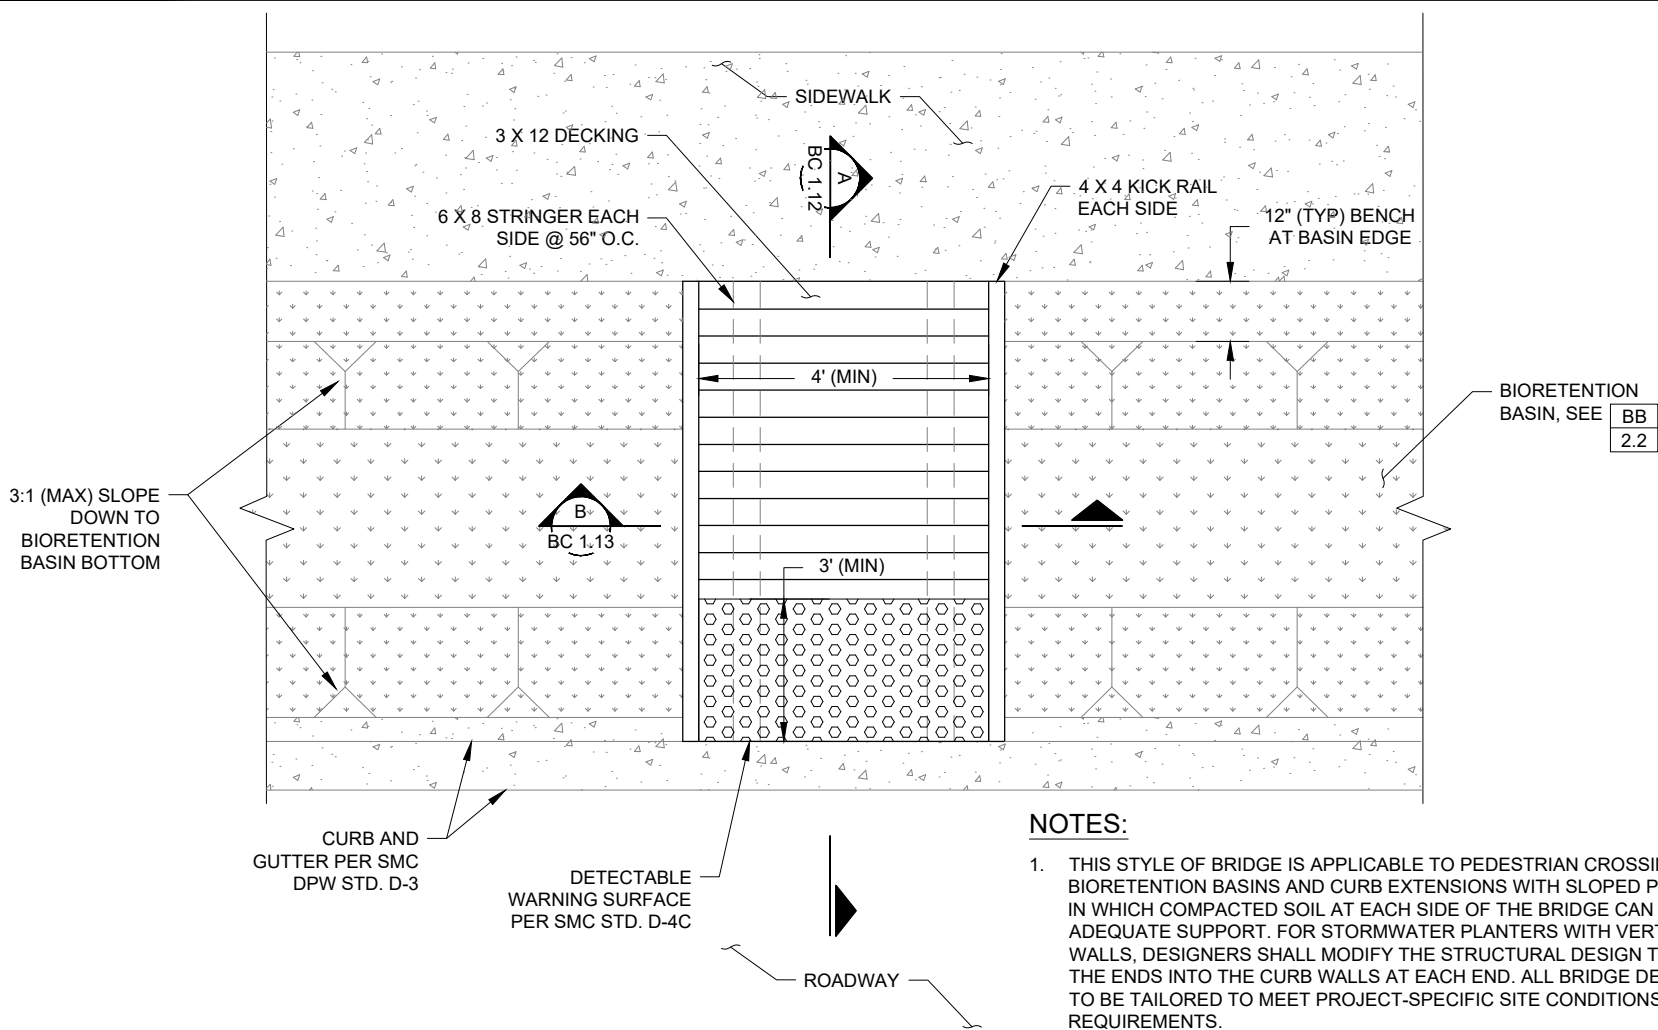 SIDEWALK
3 X 12 DECKING
A
BC 1.12
4 X 4 KICK RAIL
EACH SIDE
6 X 8 STRINGER EACH
SIDE @ 56" O.C.
12" (TYP) BENCH
AT BASIN EDGE
4' (MIN)
BIORETENTION
BASIN, SEE
BB
2.2
3:1 (MAX) SLOPE
DOWN TO
BIORETENTION
BASIN BOTTOM
B
BC 1.13
3' (MIN)
CURB AND
GUTTER PER SMC
DPW STD. D-3
DETECTABLE
WARNING SURFACE
PER SMC STD. D-4C
ROADWAY
NOTES:
1. THIS STYLE OF BRIDGE IS APPLICABLE TO PEDESTRIAN
BIORETENTION BASINS AND CURB EXTENSIONS WITH SLOPED
IN WHICH COMPACTED SOIL AT EACH SIDE OF THE BRIDGE CAN
ADEQUATE SUPPORT. FOR STORMWATER PLANTERS WITH
WALLS, DESIGNERS SHALL MODIFY THE STRUCTURAL DESIGN
THE ENDS INTO THE CURB WALLS AT EACH END. ALL BRIDGE
TO BE TAILORED TO MEET PROJECT-SPECIFIC SITE CONDITIONS
REQUIREMENTS.